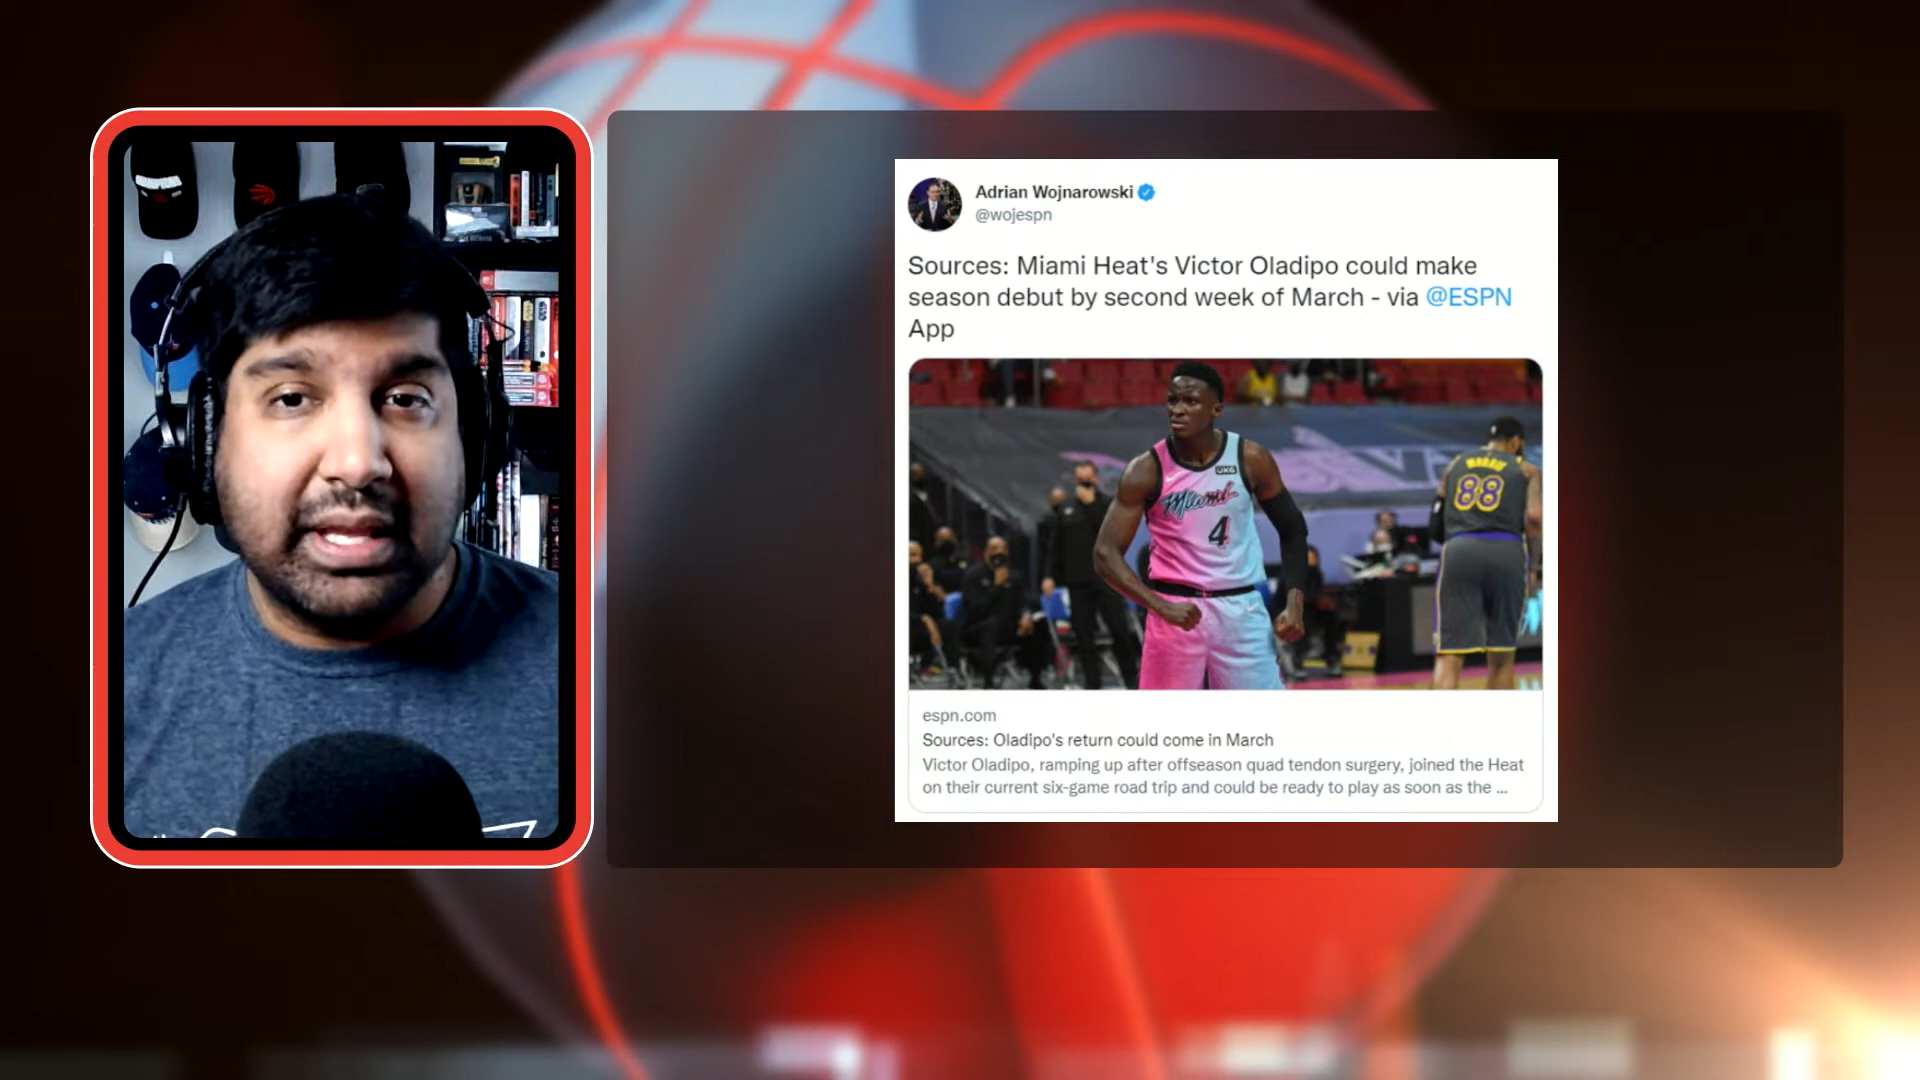 Adrian Wojnarowski
@wojespn
Sources: Miami Heat's Victor Oladipo could make
season debut by second week of March - via @ESPN
App
UKG
Miami
4
MORRIS
88
espn.com
Sources: Oladipo's return could come in March
Victor Oladipo, ramping up after offseason quad tendon surgery, joined the Heat
on their current six-game road trip and could be ready to play as soon as the ...